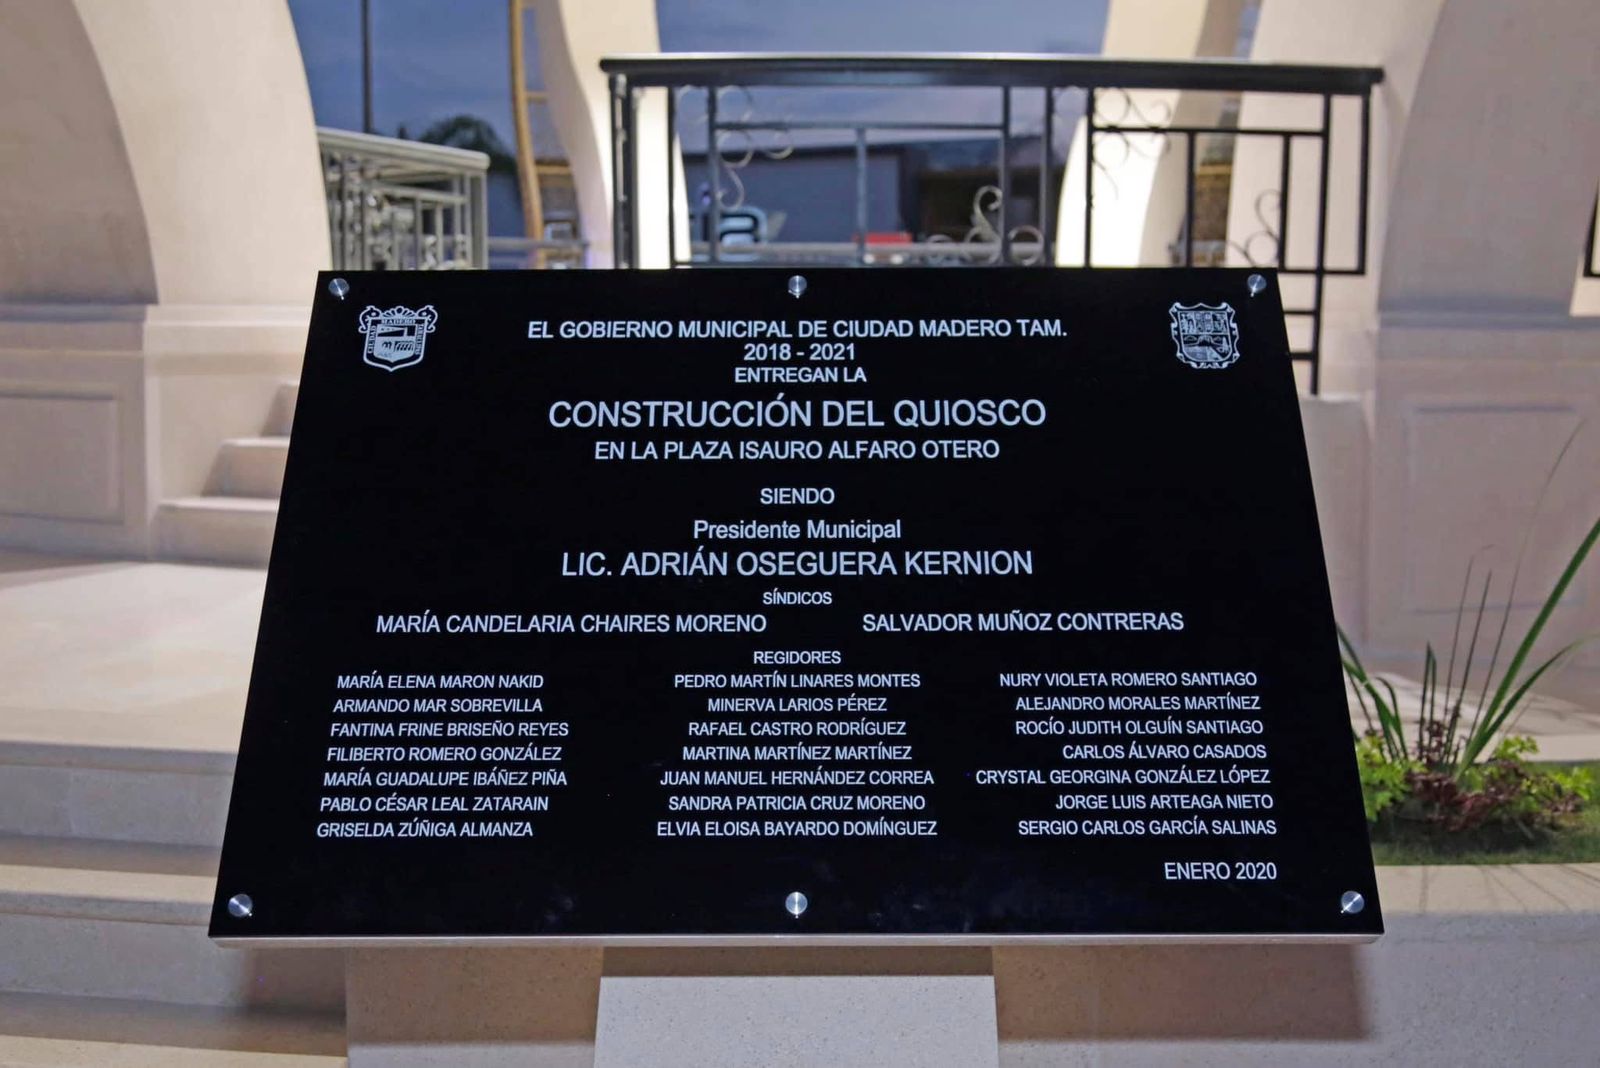 EL GOBIERNO MUNICIPAL DE CIUDAD MADERO TAM.
2018 - 2021
ENTREGAN LA
CONSTRUCCIÓN DEL QUIOSCO
EN LA PLAZA ISAURO ALFARO OTERO
SIENDO
Presidente Municipal
LIC. ADRIÁN OSEGUERA KERNION
SÍNDICOS
MARÍA CANDELARIA CHAIRES MORENO
SALVADOR MUÑOZ CONTRERAS
REGIDORES
MARÍA ELENA MARON NAKID
ARMANDO MAR SOBREVILLA
FANTINA FRINE BRISEÑO REYES
FILIBERTO ROMERO GONZÁLEZ
MARÍA GUADALUPE IBÁÑEZ PIÑA
PABLO CÉSAR LEAL ZATARAIN
GRISELDA ZÚÑIGA ALMANZA
PEDRO MARTÍN LINARES MONTES
MINERVA LARIOS PÉREZ
RAFAEL CASTRO RODRÍGUEZ
MARTINA MARTÍNEZ MARTÍNEZ
JUAN MANUEL HERNÁNDEZ CORREA
SANDRA PATRICIA CRUZ MORENO
ELVIA ELOISA BAYARDO DOMÍNGUEZ
NURY VIOLETA ROMERO SANTIAGO
ALEJANDRO MORALES MARTÍNEZ
ROCÍO JUDITH OLGUÍN SANTIAGO
CARLOS ÁLVARO CASADOS
CRYSTAL GEORGINA GONZÁLEZ LÓPEZ
JORGE LUIS ARTEAGA NIETO
SERGIO CARLOS GARCÍA SALINAS
ENERO 2020